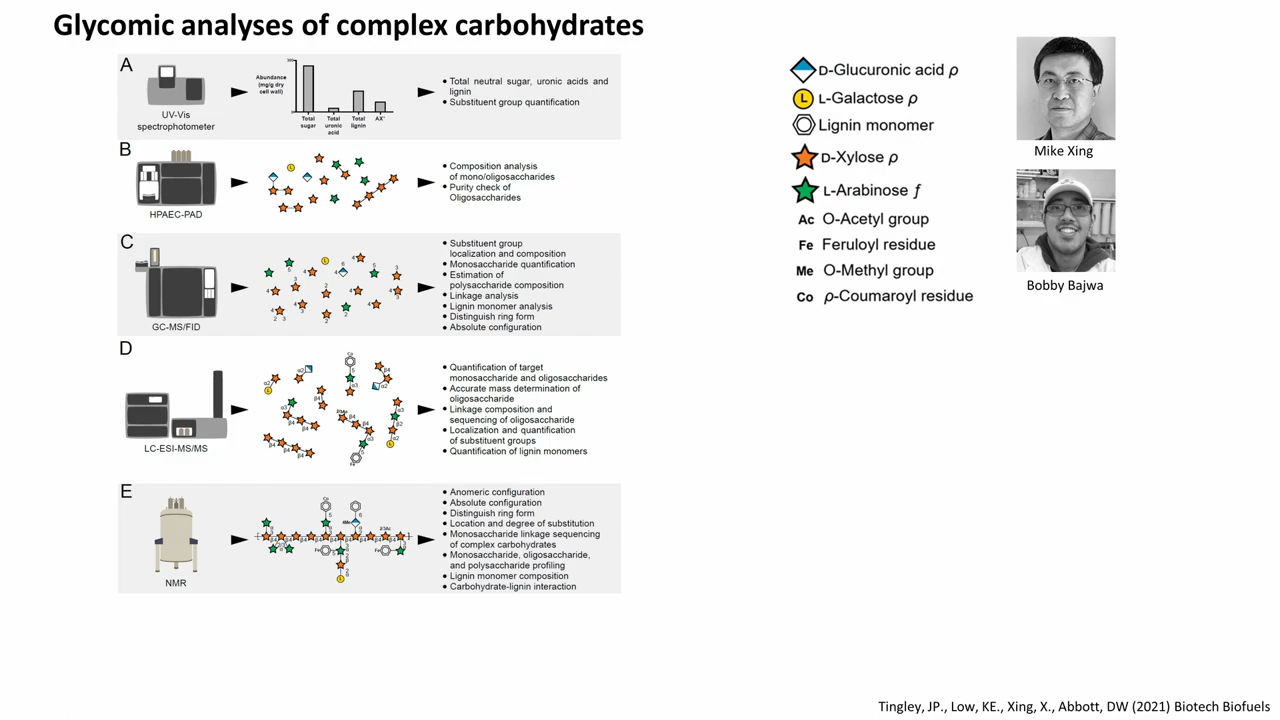 Glycomic analyses of complex carbohydrates
A
UV-Vis
spectrophotometer
Abundance
(mg/g dry
cell wall)
Total
sugar
Total
uronic
acid
Total
lignin
AX+
• Total neutral sugar, uronic acids and
lignin
• Substituent group quantification
B
HPAEC-PAD
L
• Composition analysis
of mono/oligosaccharides
• Purity check of
Oligosaccharides
C
GC-MS/FID
• Substituent group
localization and composition
• Monosaccharide quantification
• Estimation of
polysaccharide composition
• Linkage analysis
• Lignin monomer analysis
• Distinguish ring form
• Absolute configuration
D
LC-ESI-MS/MS
• Quantification of target
monosaccharide and oligosaccharides
• Accurate mass determination of
oligosaccharide
• Linkage composition and
sequencing of oligosaccharide
• Localization and quantification
of substituent groups
• Quantification of lignin monomers
E
NMR
• Anomeric configuration
• Absolute configuration
• Distinguish ring form
• Location and degree of substitution
• Monosaccharide linkage sequencing
of complex carbohydrates
• Monosaccharide, oligosaccharide,
and polysaccharide profiling
• Lignin monomer composition
• Carbohydrate-lignin interaction
D-Glucuronic acid ρ
L L-Galactose ρ
Lignin monomer
D-Xylose ρ
L-Arabinose ƒ
Ac O-Acetyl group
Fe Feruloyl residue
Me O-Methyl group
Co ρ-Coumaroyl residue
Mike Xing
Bobby Bajwa
Tingley, JP., Low, KE., Xing, X., Abbott, DW (2021) Biotech Biofuels